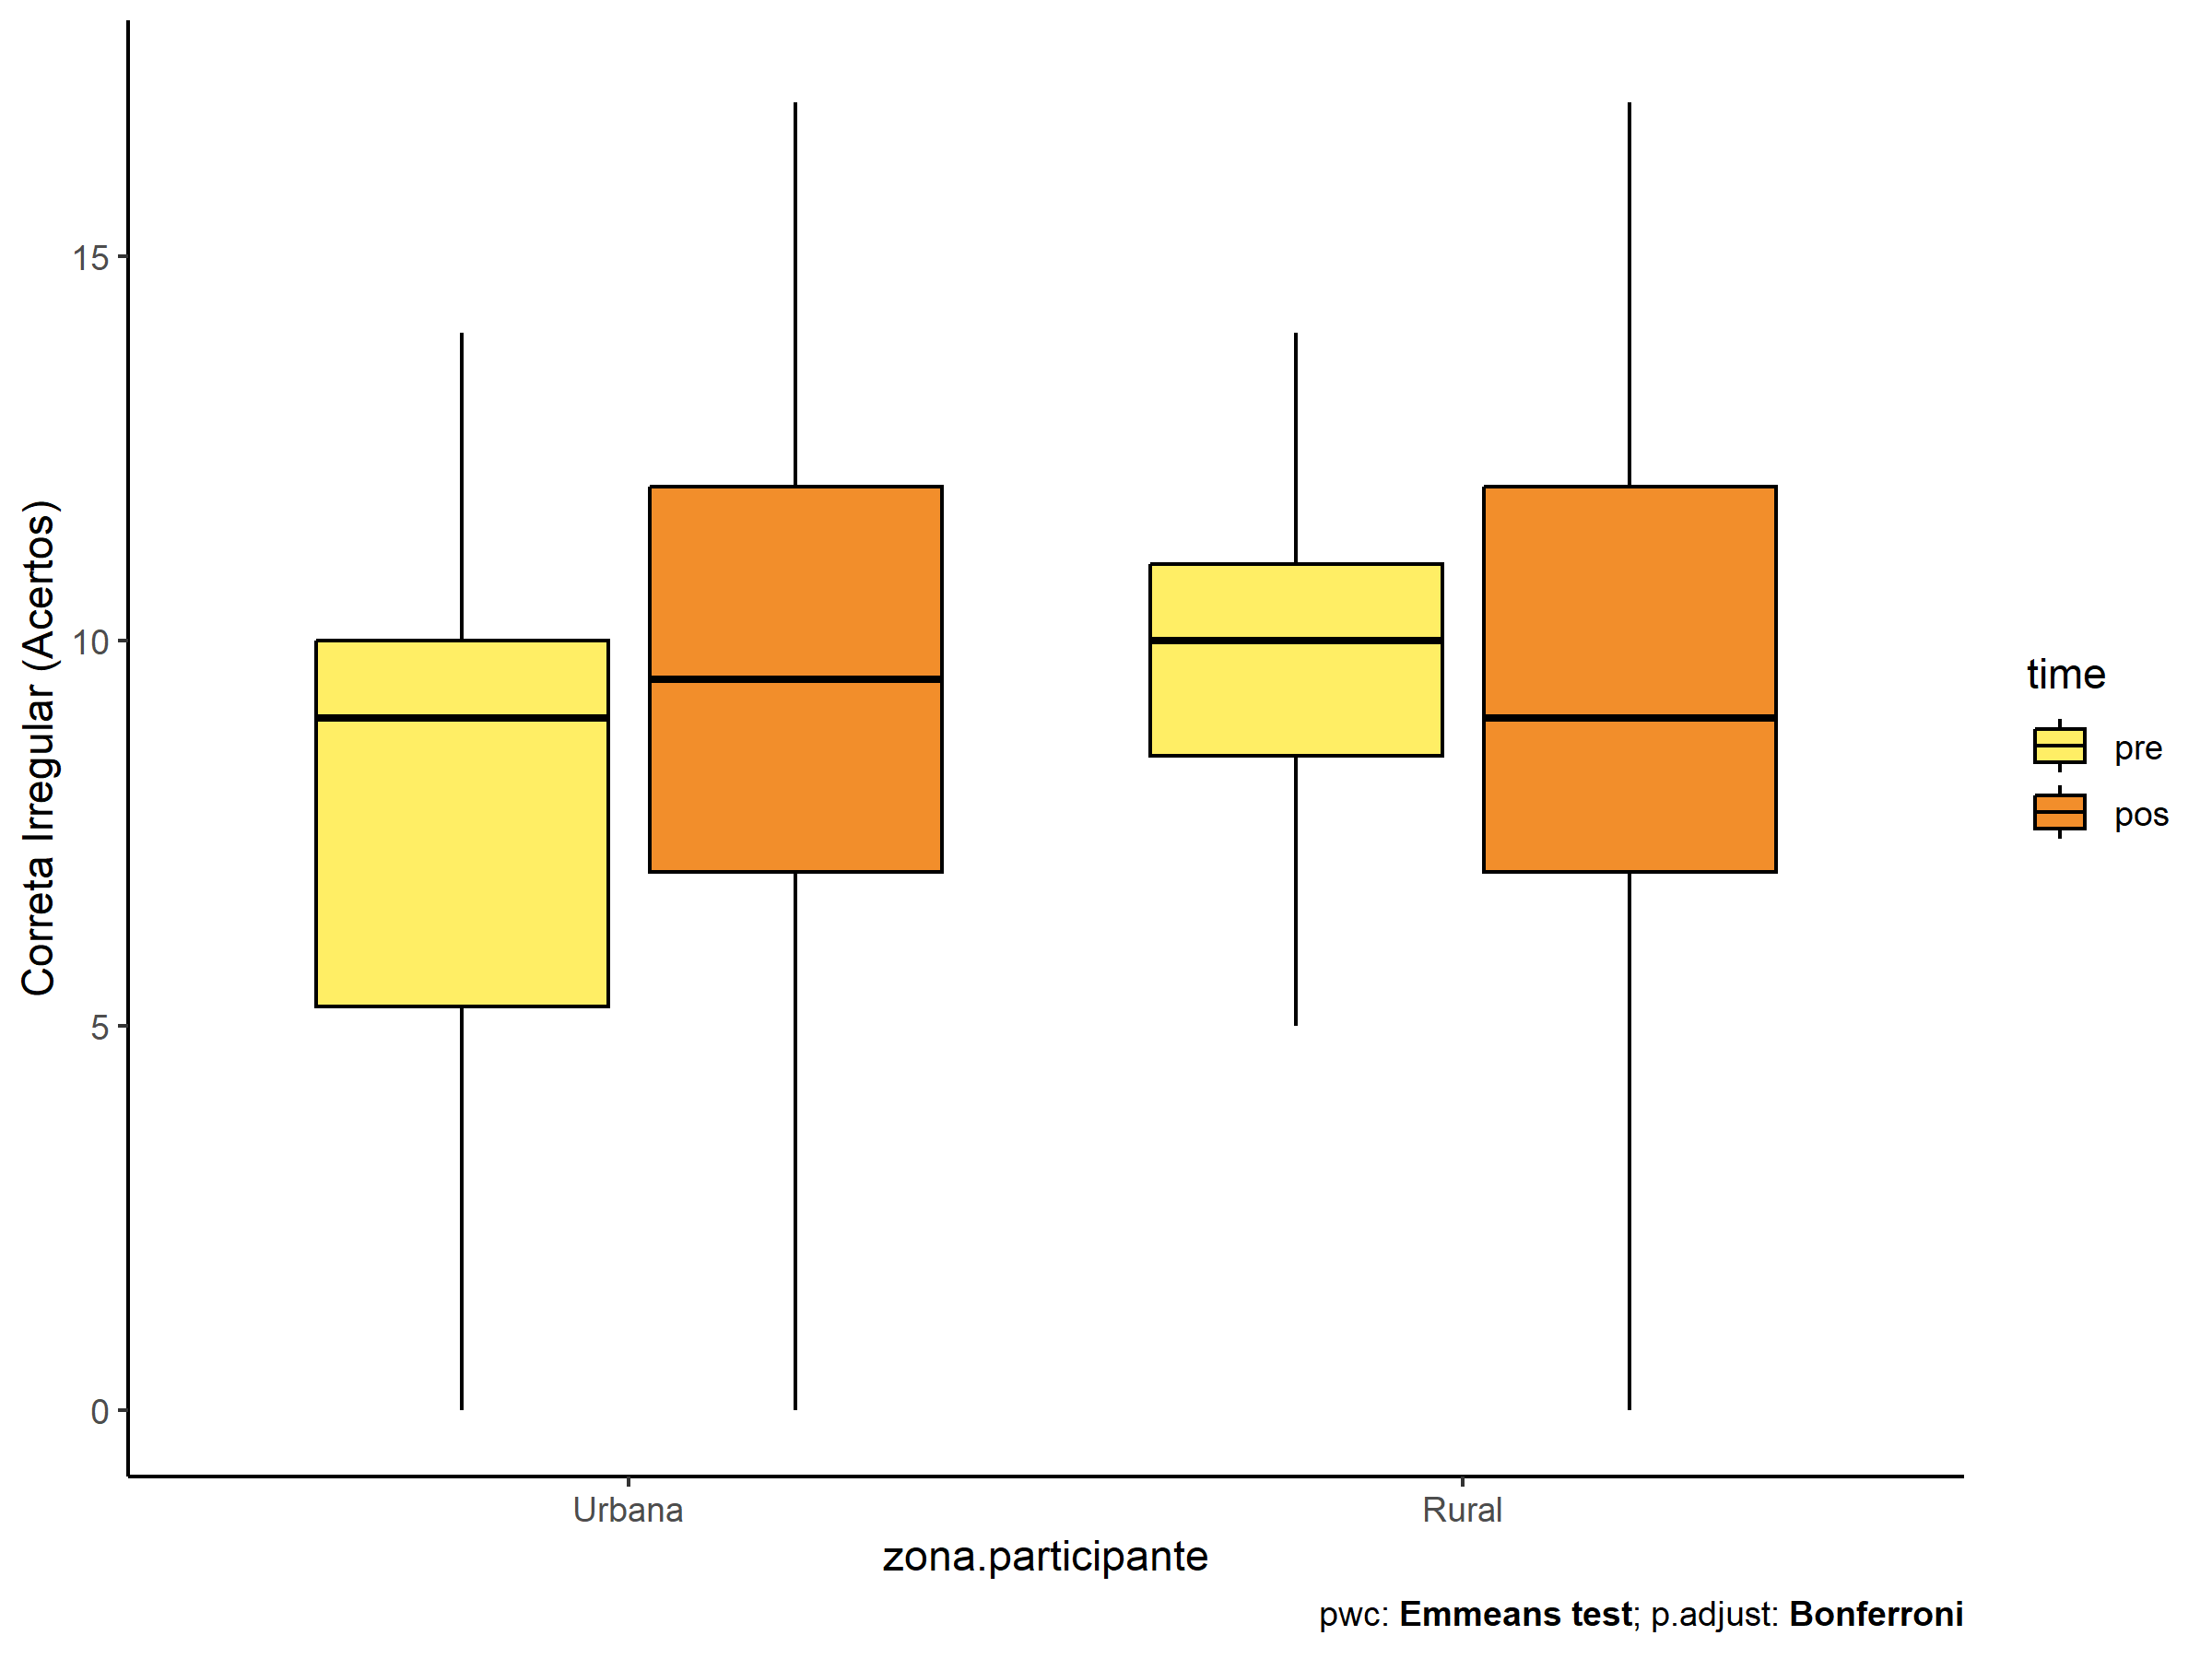 Correta Irregular (Acertos)
15
10
5
0
Urbana
Rural
zona.participante
time
pre
pos
pwc: Emmeans test; p.adjust: Bonferroni